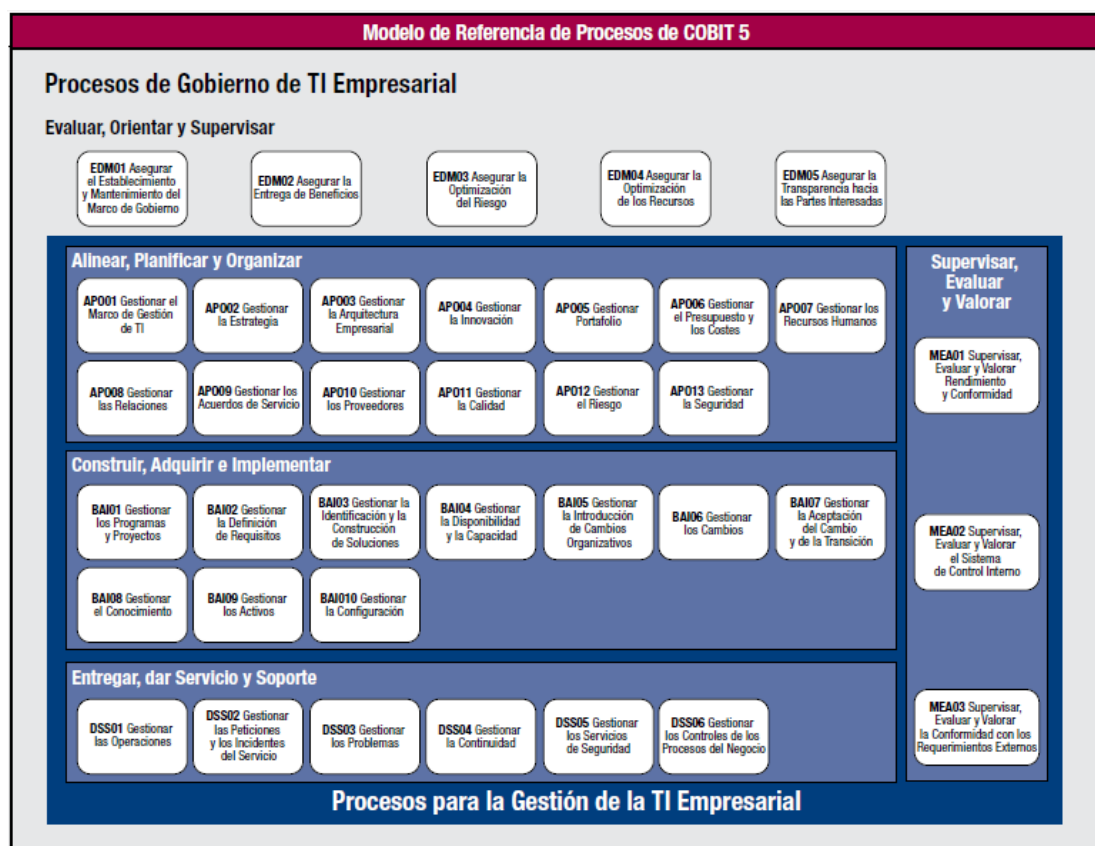 Modelo de Referencia de Procesos de COBIT 5
Procesos de Gobierno de TI Empresarial
Evaluar, Orientar y Supervisar
EDM01 Asegurar
el Establecimiento
y Mantenimiento del
Marco de Gobierno
EDM02 Asegurar la
Entrega de Beneficios
EDM03 Asegurar la
Optimización
del Riesgo
EDM04 Asegurar la
Optimización
de los Recursos
EDM05 Asegurar la
Transparencia hacia
las Partes Interesadas
Alinear, Planificar y Organizar
APO01 Gestionar el
Marco de Gestión
de TI
APO02 Gestionar
la Estrategia
APO03 Gestionar
la Arquitectura
Empresarial
APO04 Gestionar
la Innovación
APO05 Gestionar
Portafolio
APO06 Gestionar
el Presupuesto y
los Costes
APO07 Gestionar los
Recursos Humanos
APO08 Gestionar
las Relaciones
APO09 Gestionar los
Acuerdos de Servicio
APO10 Gestionar
los Proveedores
APO11 Gestionar
la Calidad
APO12 Gestionar
el Riesgo
APO13 Gestionar
la Seguridad
Construir, Adquirir e Implementar
BAI01 Gestionar
los Programas
y Proyectos
BAI02 Gestionar
la Definición
de Requisitos
BAI03 Gestionar la
Identificación y la
Construcción
de Soluciones
BAI04 Gestionar
la Disponibilidad
y la Capacidad
BAI05 Gestionar
la Introducción
de Cambios
Organizativos
BAI06 Gestionar
los Cambios
BAI07 Gestionar
la Aceptación
del Cambio
y de la Transición
BAI08 Gestionar
el Conocimiento
BAI09 Gestionar
los Activos
BAI010 Gestionar
la Configuración
Entregar, dar Servicio y Soporte
DSS01 Gestionar
las Operaciones
DSS02 Gestionar
las Peticiones
y los Incidentes
del Servicio
DSS03 Gestionar
los Problemas
DSS04 Gestionar
la Continuidad
DSS05 Gestionar
los Servicios
de Seguridad
DSS06 Gestionar
los Controles de los
Procesos del Negocio
Supervisar,
Evaluar
y Valorar
MEA01 Supervisar,
Evaluar y Valorar
Rendimiento
y Conformidad
MEA02 Supervisar,
Evaluar y Valorar
el Sistema
de Control Interno
MEA03 Supervisar,
Evaluar y Valorar
la Conformidad con los
Requerimientos Externos
Procesos para la Gestión de la TI Empresarial